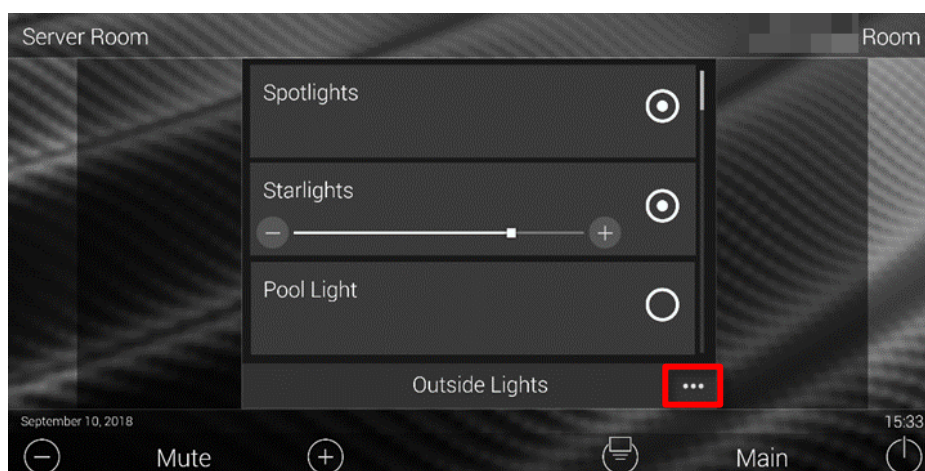 Server Room
Room
Spotlights
Starlights
Pool Light
Outside Lights
September 10, 2018
15:33
Mute
Main